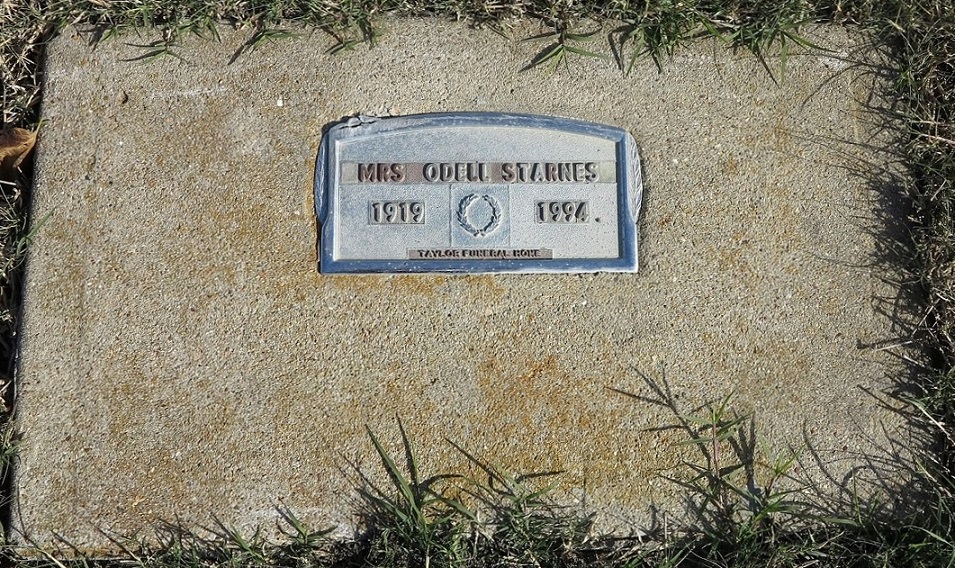 MRS ODELL STARNES
1919 1994
TAYLOR FUNERAL HOME